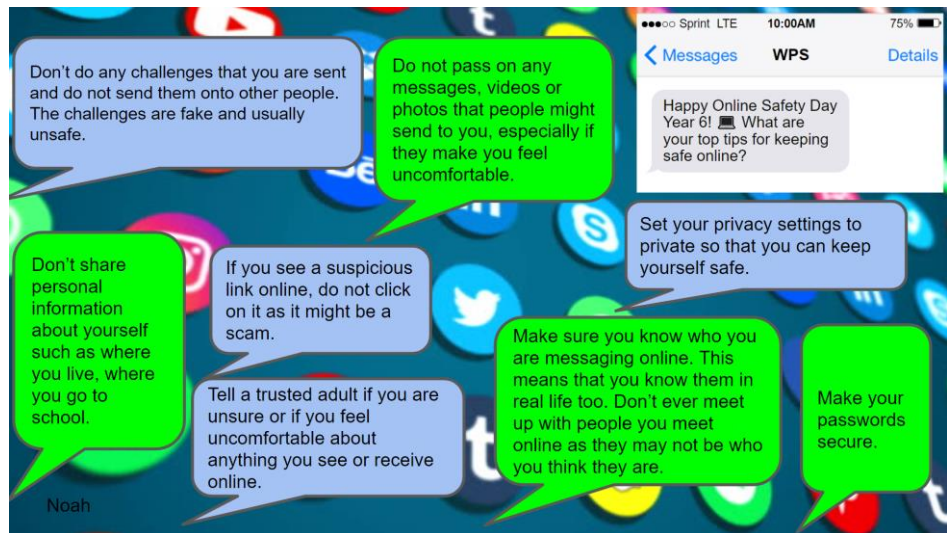 Don't do any challenges that you are sent
and do not send them onto other people.
The challenges are fake and usually
unsafe.
Do not pass on any
messages, videos or
photos that people might
send to you, especially if
they make you feel
uncomfortable.
●●●○○ Sprint LTE 10:00AM 75%
Messages WPS Details
Happy Online Safety Day
Year 6! 💻 What are
your top tips for keeping
safe online?
Set your privacy settings to
private so that you can keep
yourself safe.
Don't share
personal
information
about yourself
such as where
you live, where
you go to
school.
If you see a suspicious
link online, do not click
on it as it might be a
scam.
Make sure you know who you
are messaging online. This
means that you know them in
real life too. Don't ever meet
up with people you meet
online as they may not be who
you think they are.
Make your
passwords
secure.
Tell a trusted adult if you are
unsure or if you feel
uncomfortable about
anything you see or receive
online.
Noah